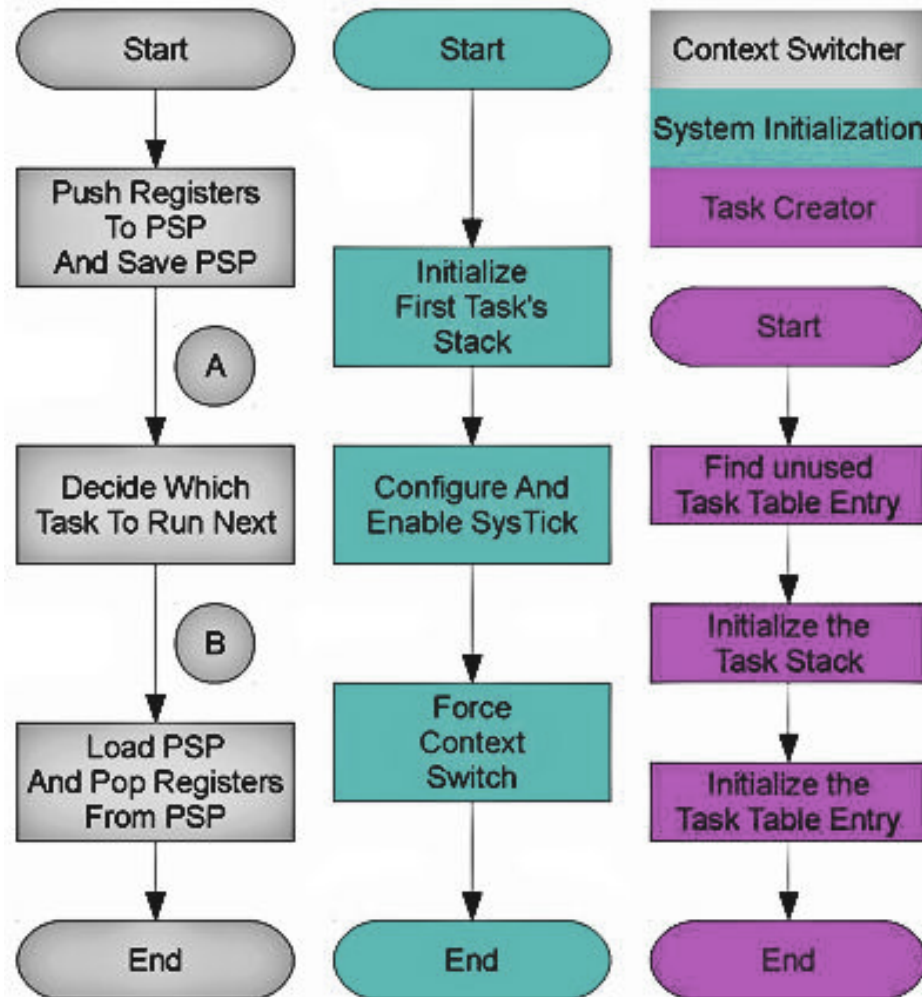 Start
Push Registers
To PSP
And Save PSP
A
Decide Which
Task To Run Next
B
Load PSP
And Pop Registers
From PSP
End
Start
Initialize
First Task's
Stack
Configure And
Enable SysTick
Force
Context
Switch
End
Context Switcher
System Initialization
Task Creator
Start
Find unused
Task Table Entry
Initialize the
Task Stack
Initialize the
Task Table Entry
End